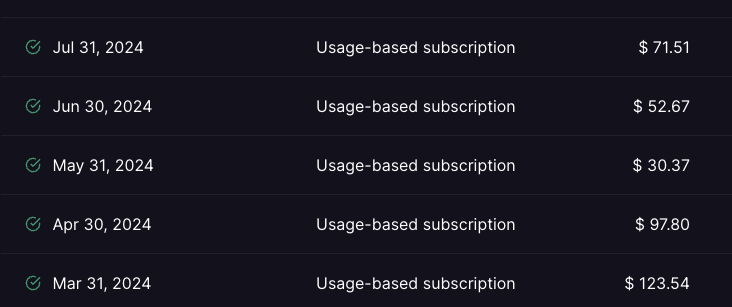 Jul 31, 2024 Usage-based subscription $ 71.51
Jun 30, 2024 Usage-based subscription $ 52.67
May 31, 2024 Usage-based subscription $ 30.37
Apr 30, 2024 Usage-based subscription $ 97.80
Mar 31, 2024 Usage-based subscription $ 123.54